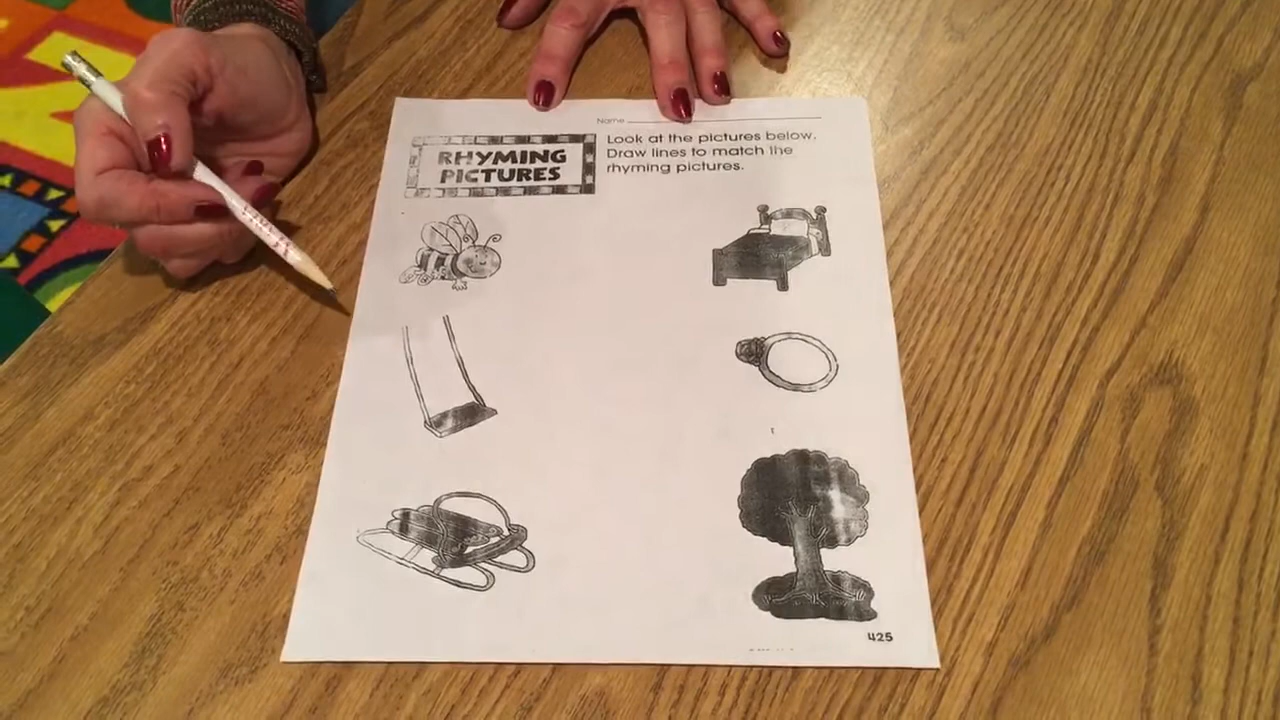 Name
RHYMING
PICTURES
Look at the pictures below.
Draw lines to match the
rhyming pictures.
425